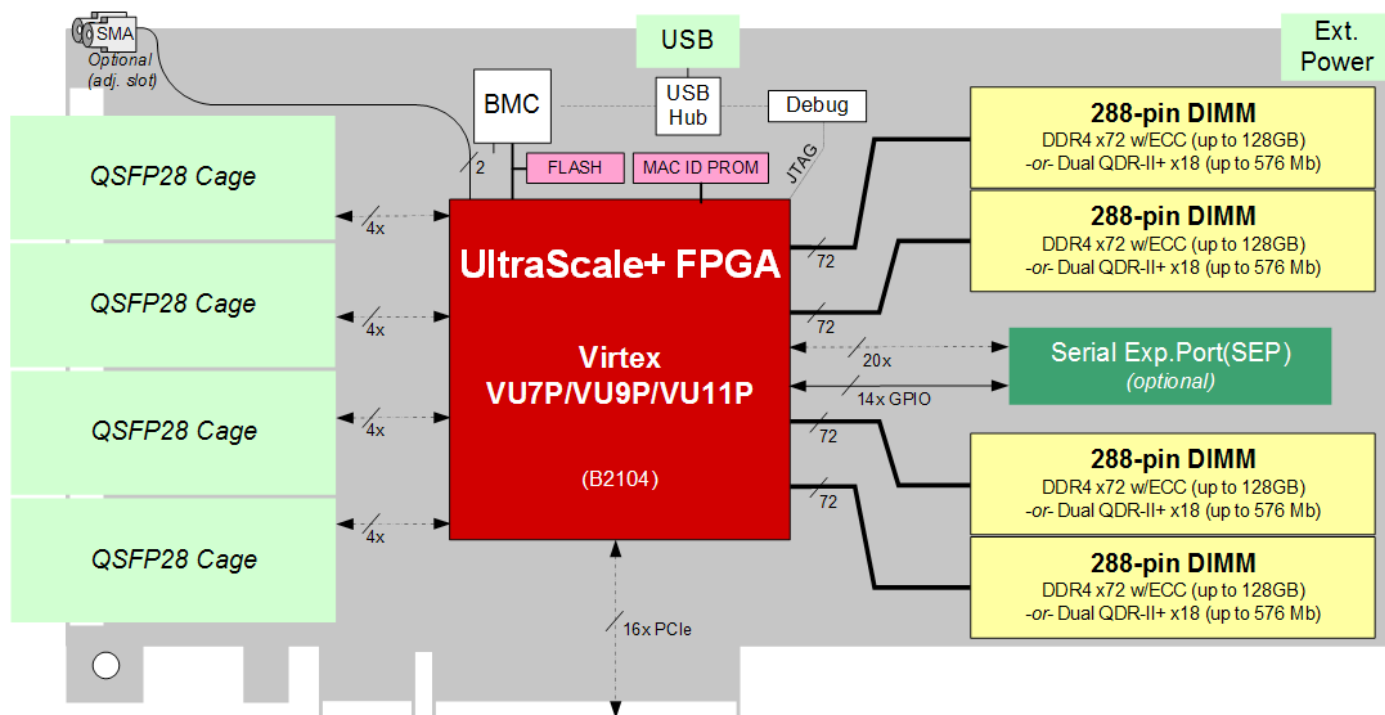 SMA
Optional
(adj. slot)
USB
Ext.
Power
BMC
USB
Hub
Debug
2
FLASH
MAC ID PROM
JTAG
QSFP28 Cage
4x
QSFP28 Cage
4x
QSFP28 Cage
4x
QSFP28 Cage
4x
UltraScale+ FPGA
Virtex
VU7P/VU9P/VU11P
(B2104)
16x PCIe
288-pin DIMM
DDR4 x72 w/ECC (up to 128GB)
-or- Dual QDR-II+ x18 (up to 576 Mb)
72
288-pin DIMM
DDR4 x72 w/ECC (up to 128GB)
-or- Dual QDR-II+ x18 (up to 576 Mb)
72
20x
14x GPIO
Serial Exp.Port(SEP)
(optional)
72
288-pin DIMM
DDR4 x72 w/ECC (up to 128GB)
-or- Dual QDR-II+ x18 (up to 576 Mb)
72
288-pin DIMM
DDR4 x72 w/ECC (up to 128GB)
-or- Dual QDR-II+ x18 (up to 576 Mb)